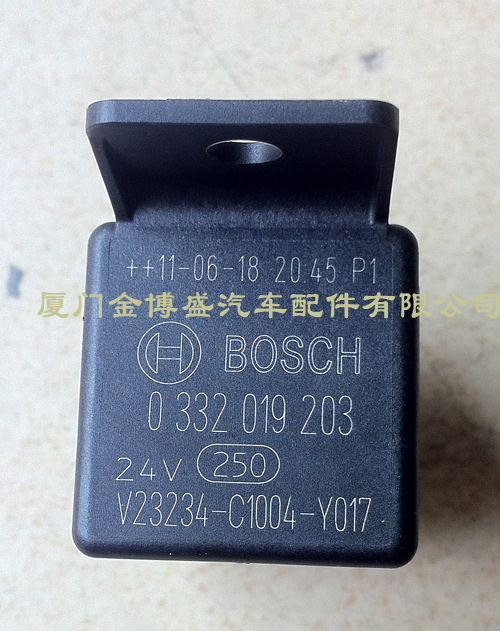 ++11-06-18 20:45 P1
厦门金博盛汽车配件有限公司
BOSCH
0 332 019 203
24V 250
V23234-C1004-Y017